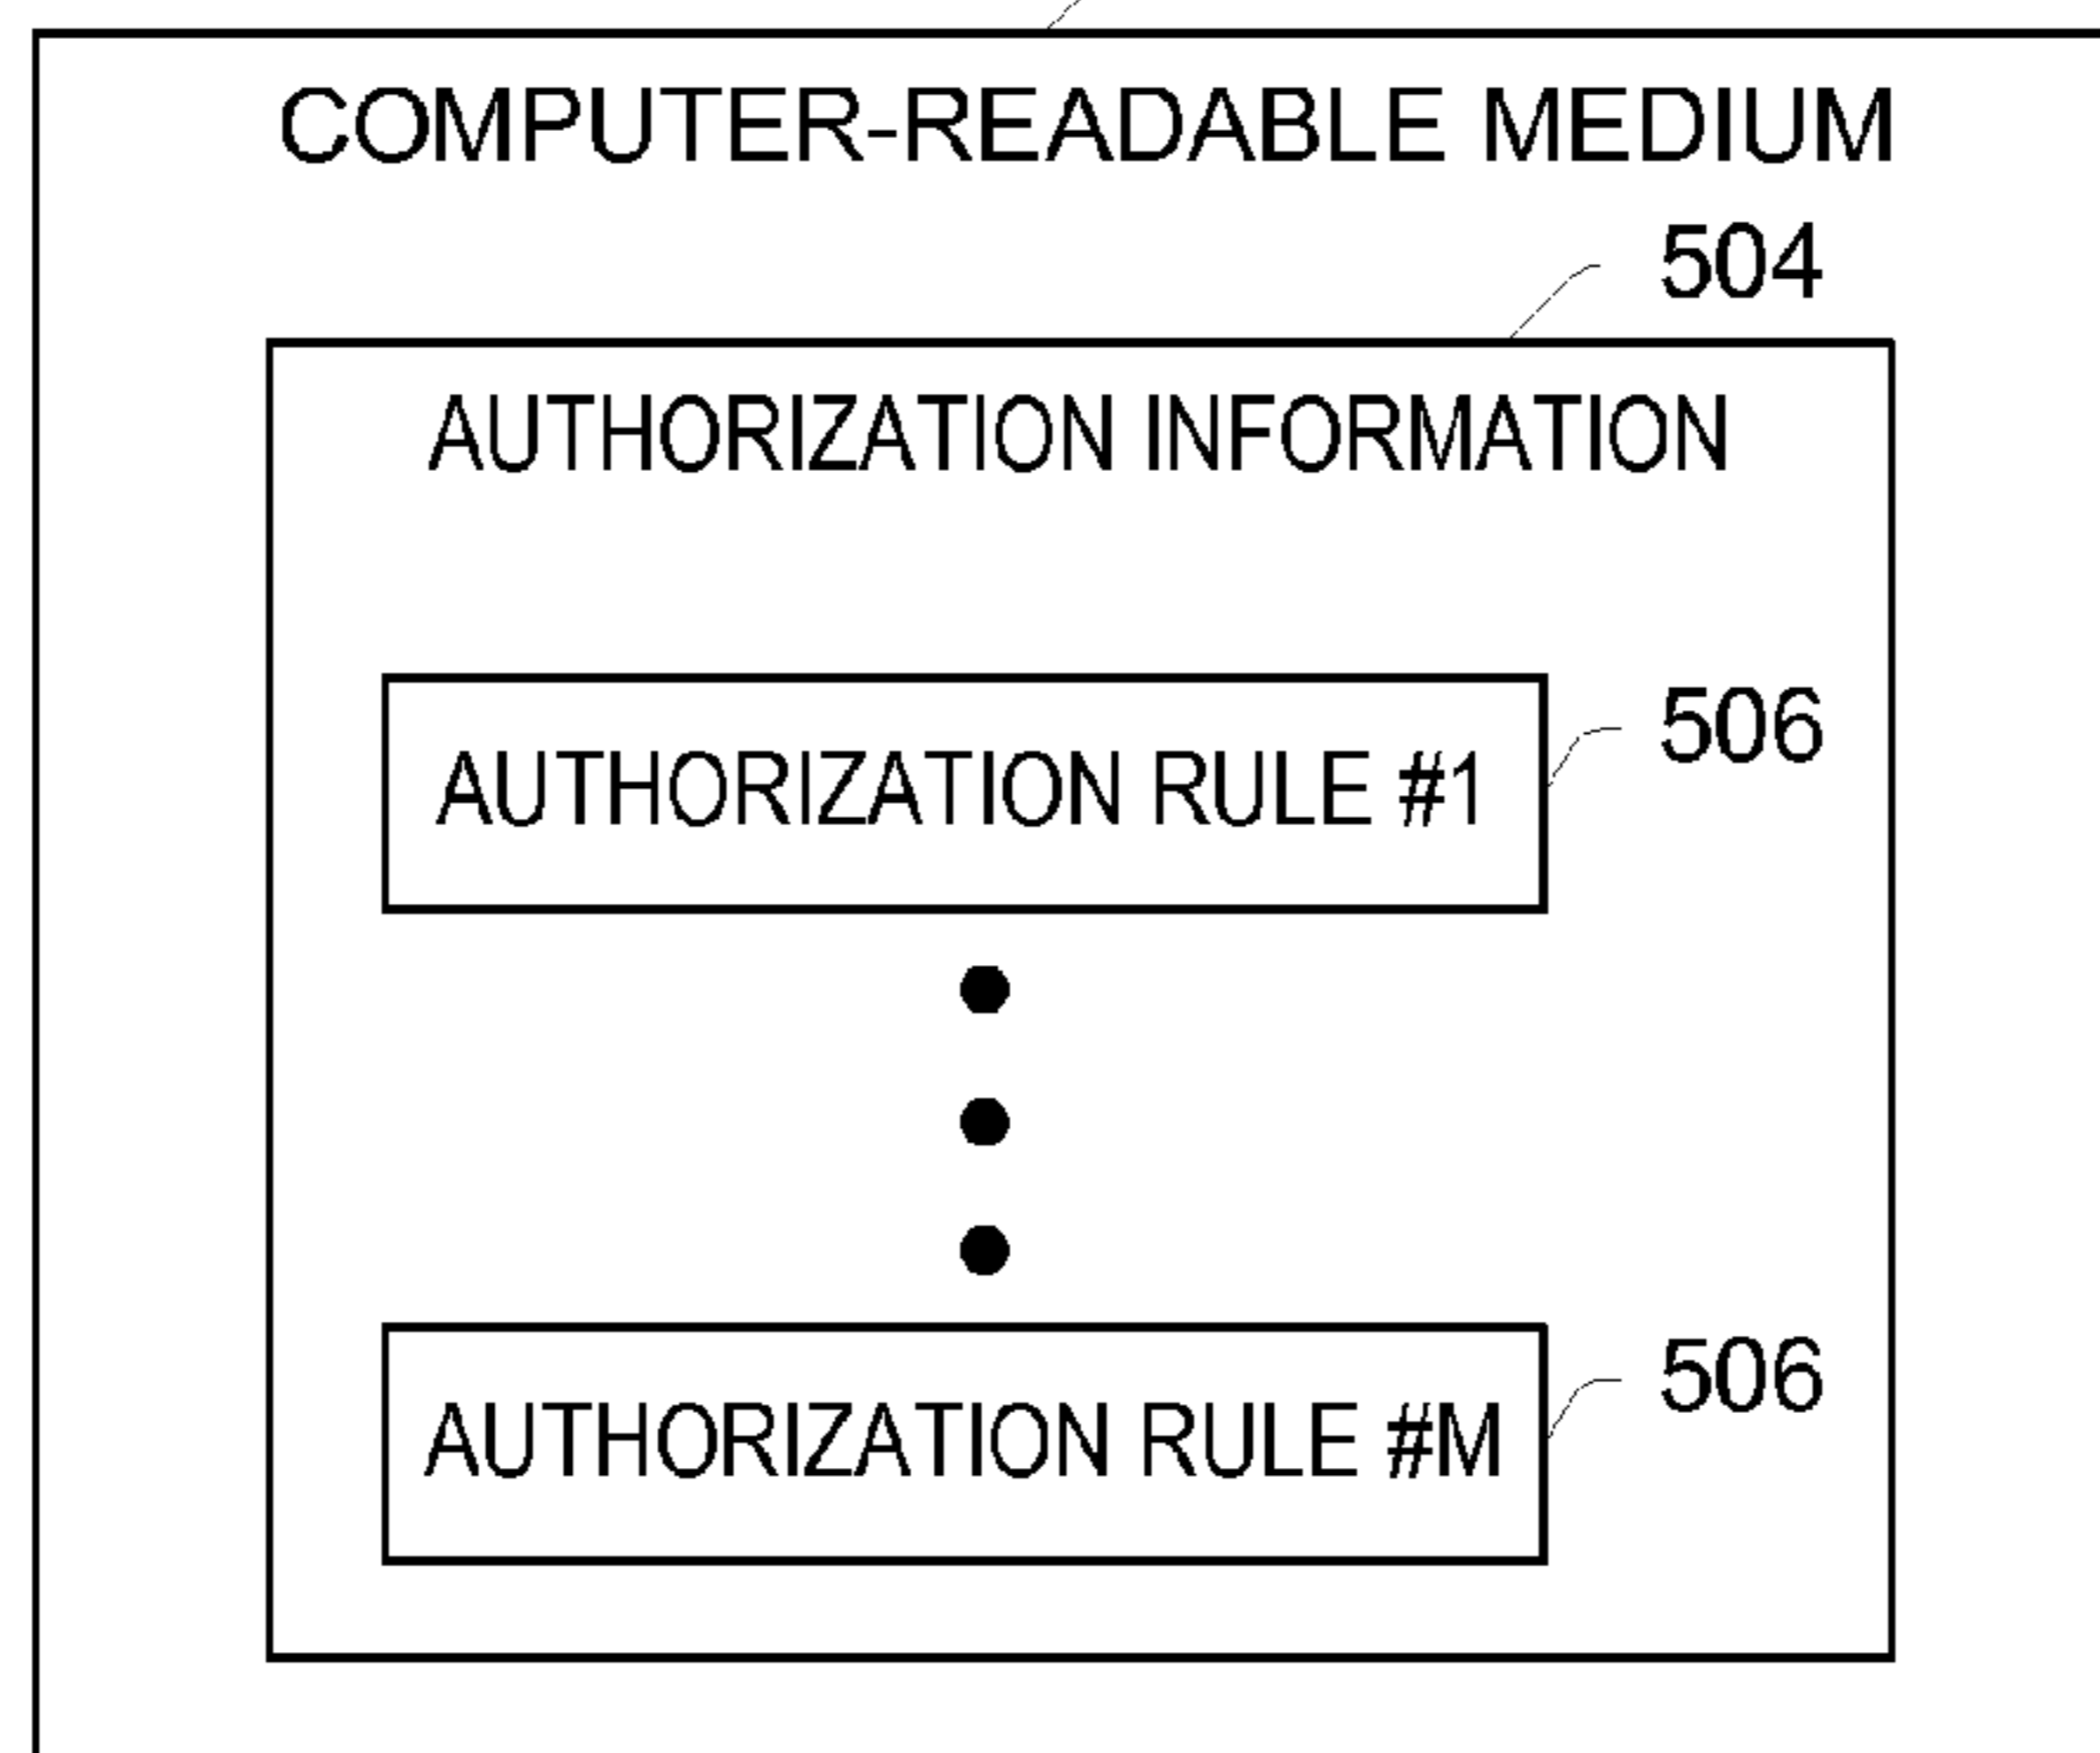 COMPUTER-READABLE MEDIUM
504
AUTHORIZATION INFORMATION
AUTHORIZATION RULE #1
506
AUTHORIZATION RULE #M
506